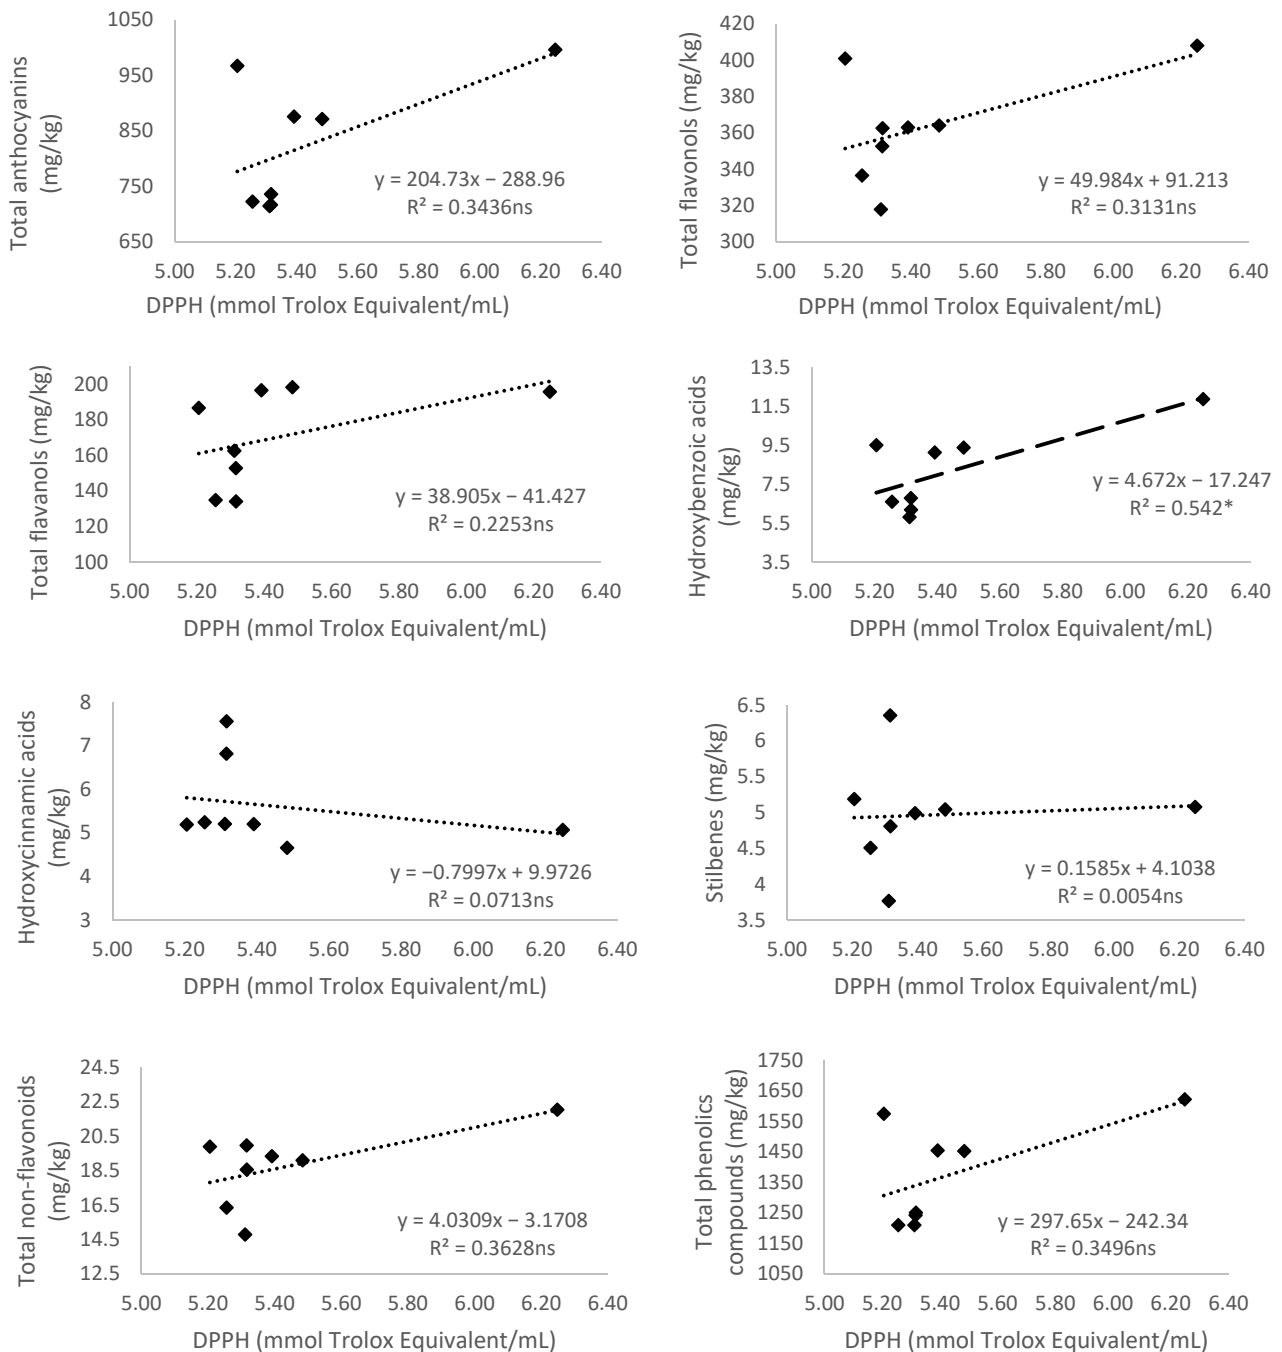 Total anthocyanins
(mg/kg)
1050
950
850
750
650
y = 204.73x − 288.96
R² = 0.3436ns
5.00 5.20 5.40 5.60 5.80 6.00 6.20 6.40
DPPH (mmol Trolox Equivalent/mL)
Total flavonols (mg/kg)
420
400
380
360
340
320
300
y = 49.984x + 91.213
R² = 0.3131ns
5.00 5.20 5.40 5.60 5.80 6.00 6.20 6.40
DPPH (mmol Trolox Equivalent/mL)
Total flavanols (mg/kg)
200
180
160
140
120
100
y = 38.905x − 41.427
R² = 0.2253ns
5.00 5.20 5.40 5.60 5.80 6.00 6.20 6.40
DPPH (mmol Trolox Equivalent/mL)
Hydroxybenzoic acids
(mg/kg)
13.5
11.5
9.5
7.5
5.5
3.5
y = 4.672x − 17.247
R² = 0.542*
5.00 5.20 5.40 5.60 5.80 6.00 6.20 6.40
DPPH (mmol Trolox Equivalent/mL)
Hydroxycinnamic acids
(mg/kg)
8
7
6
5
4
3
y = −0.7997x + 9.9726
R² = 0.0713ns
5.00 5.20 5.40 5.60 5.80 6.00 6.20 6.40
DPPH (mmol Trolox Equivalent/mL)
Stilbenes (mg/kg)
6.5
6
5.5
5
4.5
4
3.5
y = 0.1585x + 4.1038
R² = 0.0054ns
5.00 5.20 5.40 5.60 5.80 6.00 6.20 6.40
DPPH (mmol Trolox Equivalent/mL)
Total non-flavonoids
(mg/kg)
24.5
22.5
20.5
18.5
16.5
14.5
12.5
y = 4.0309x − 3.1708
R² = 0.3628ns
5.00 5.20 5.40 5.60 5.80 6.00 6.20 6.40
DPPH (mmol Trolox Equivalent/mL)
Total phenolics
compounds (mg/kg)
1750
1650
1550
1450
1350
1250
1150
1050
y = 297.65x − 242.34
R² = 0.3496ns
5.00 5.20 5.40 5.60 5.80 6.00 6.20 6.40
DPPH (mmol Trolox Equivalent/mL)